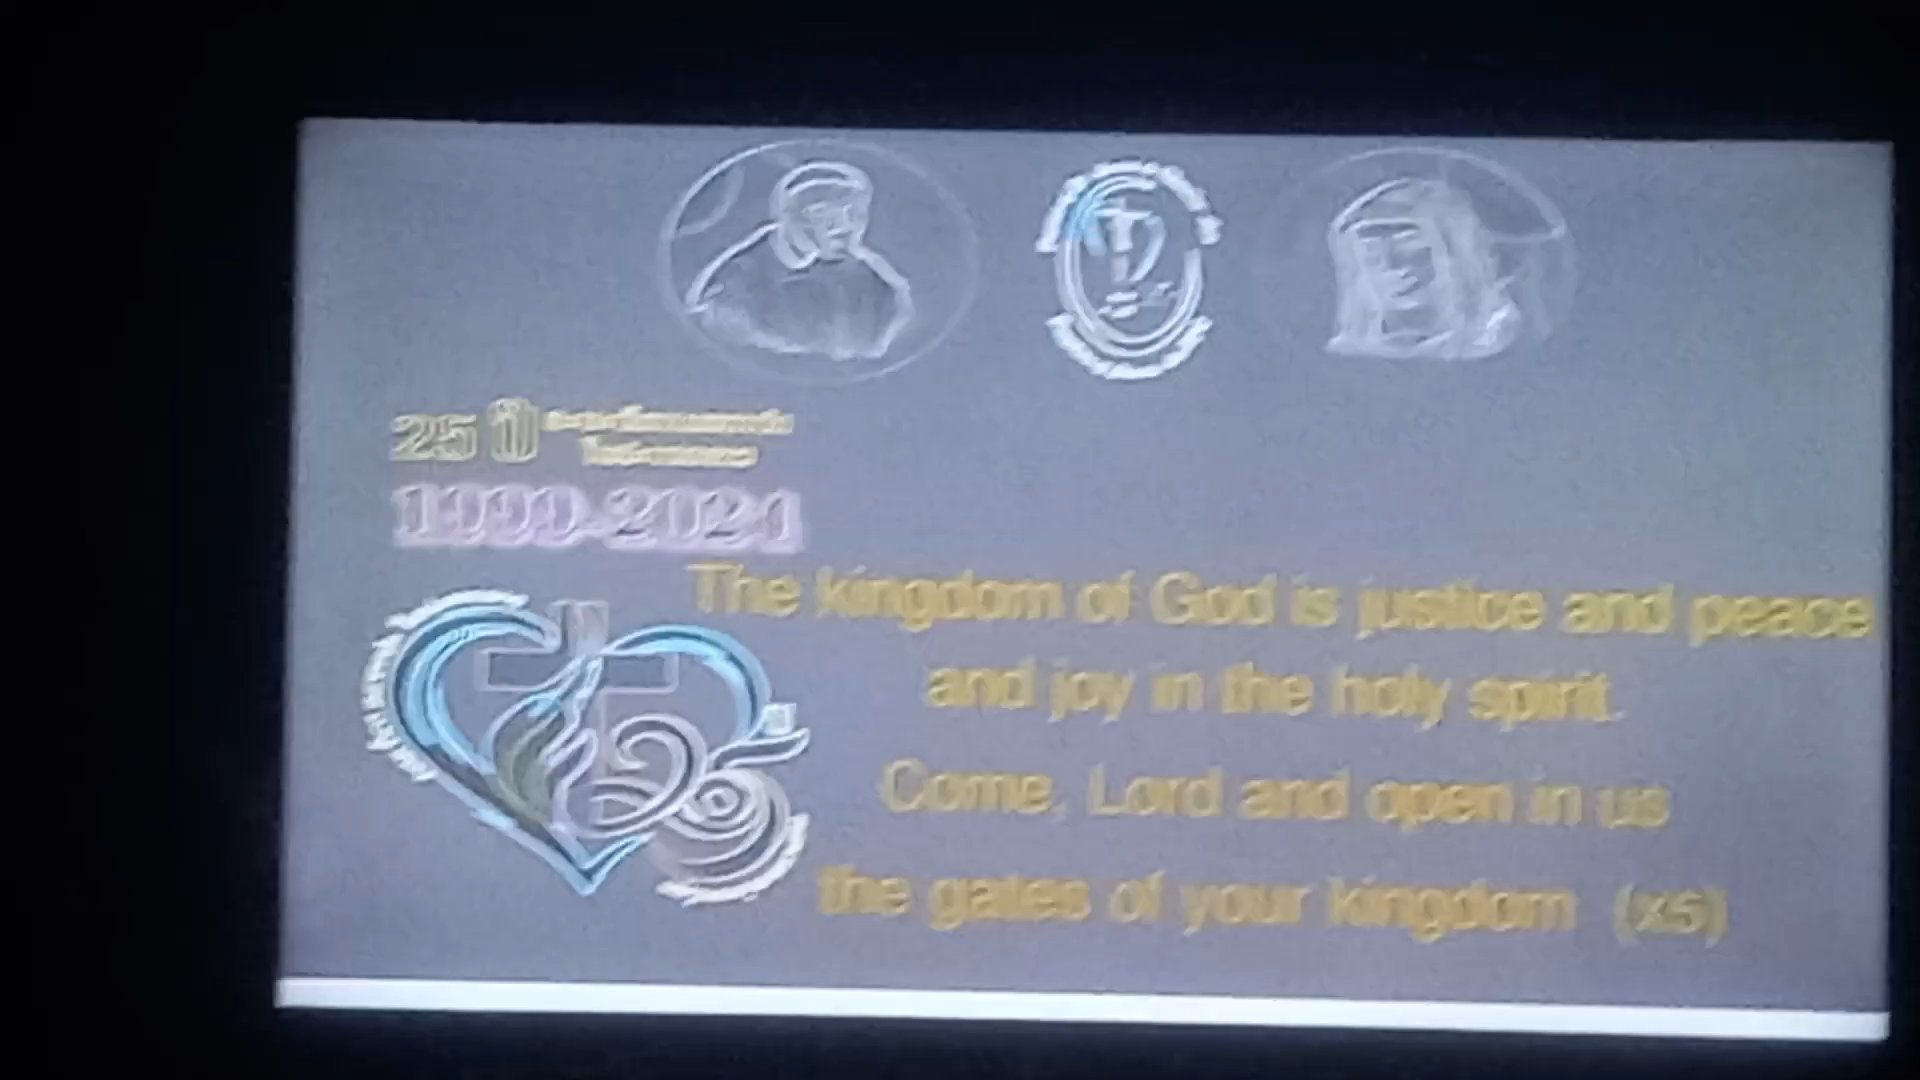 25 ปี
1999-2024
The kingdom of God is justice and peace
and joy in the holy spirit.
Come, Lord and open in us
the gates of your kingdom (x5)